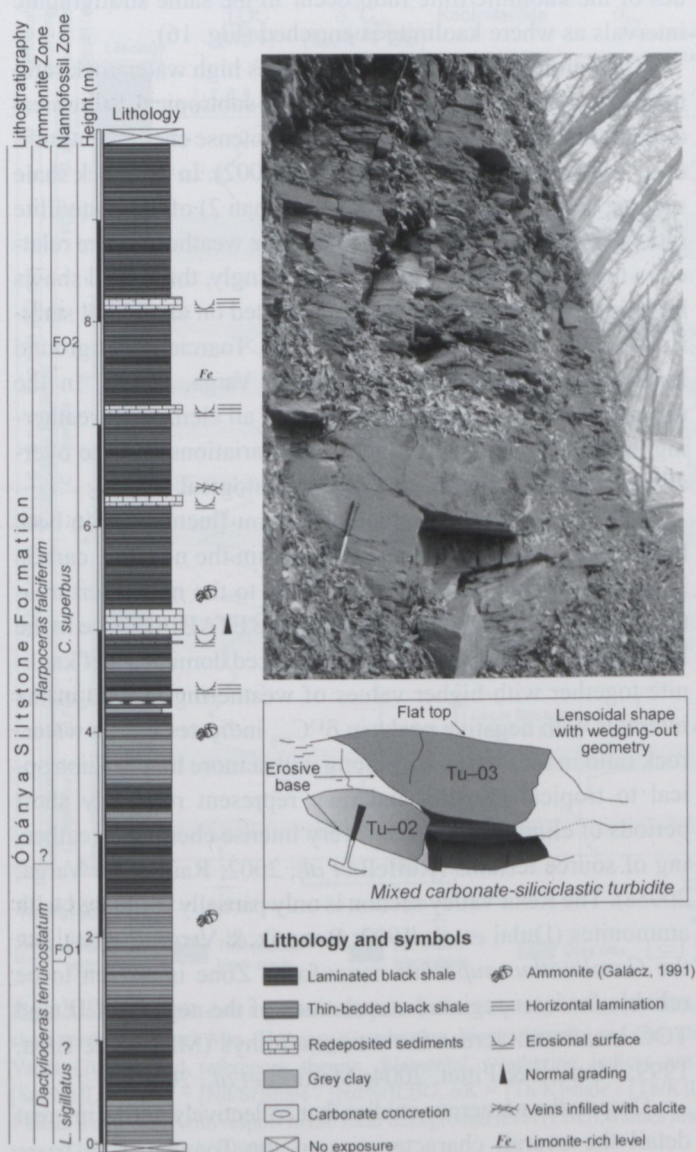 Lithostratigraphy
Ammonite Zone
Nannofossil Zone
Height (m)
Lithology
8
6
4
2
0
FO2
FO1
Fe
Óbánya Siltstone Formation
Harpoceras falciferum
C. superbus
?
Dactylioceras tenuicostatum
L. sigillatus
?
Flat top
Lensoidal shape
with wedging-out
geometry
Erosive
base
Tu–03
Tu–02
Mixed carbonate-siliciclastic turbidite
Lithology and symbols
Laminated black shale
Thin-bedded black shale
Redeposited sediments
Grey clay
Carbonate concretion
No exposure
Ammonite (Galácz, 1991)
Horizontal lamination
Erosional surface
Normal grading
Veins infilled with calcite
Fe Limonite-rich level